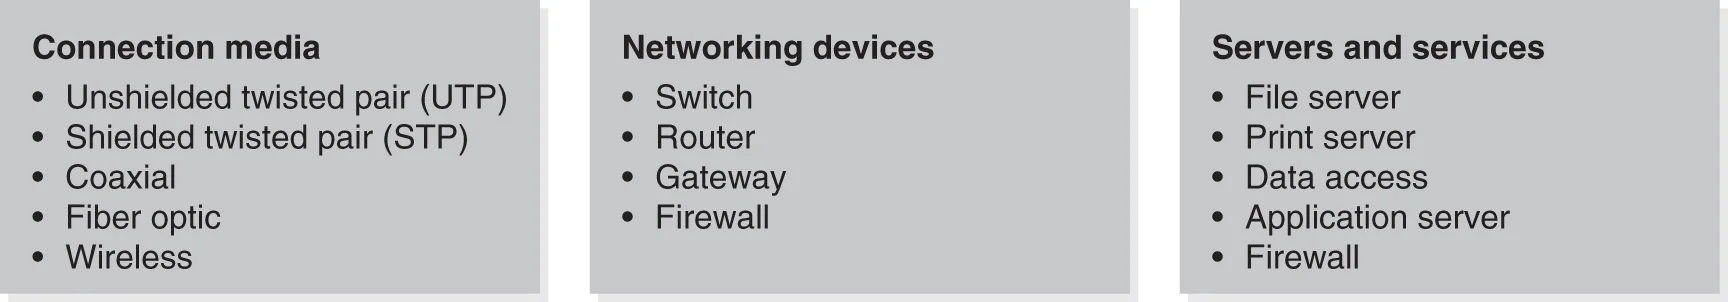 Connection media
• Unshielded twisted pair (UTP)
• Shielded twisted pair (STP)
• Coaxial
• Fiber optic
• Wireless
Networking devices
• Switch
• Router
• Gateway
• Firewall
Servers and services
• File server
• Print server
• Data access
• Application server
• Firewall